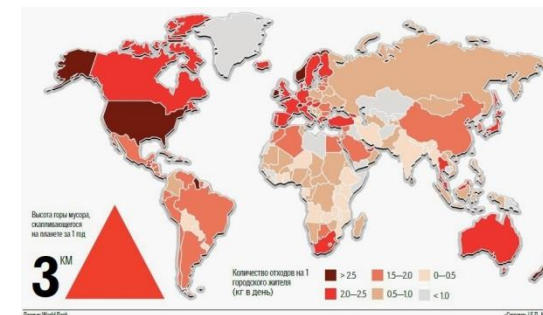 Высота горы мусора,
скапливающегося
на планете за 1 год
3 КМ
Количество отходов на 1
городского жителя
(кг в день)
> 2.5
1.5—2.0
0—0.5
2.0—2.5
0.5—1.0
< 1.0
World Bank